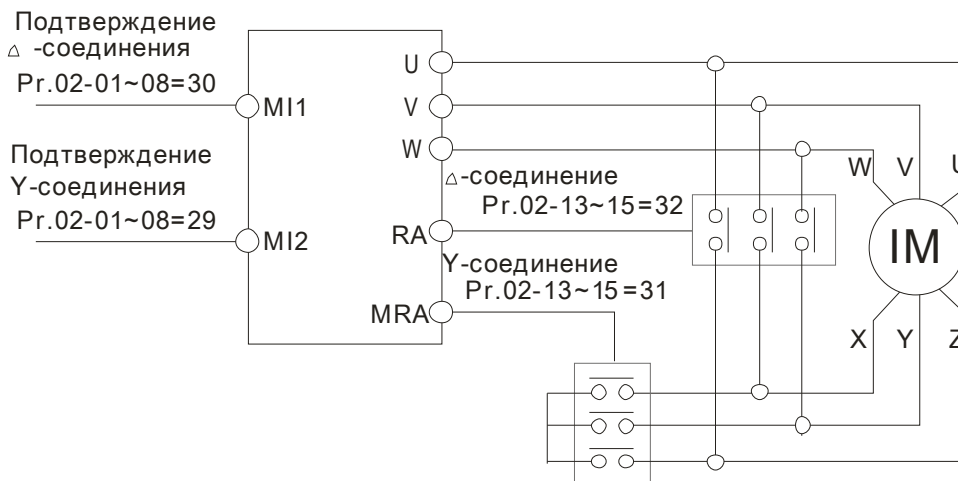 Подтверждение
△ -соединения
Pr.02-01~08=30
MI1
Подтверждение
Y-соединения
Pr.02-01~08=29
MI2
U
V
W
△-соединение
Pr.02-13~15=32
RA
Y-соединение
Pr.02-13~15=31
MRA
W V U
IM
X Y Z